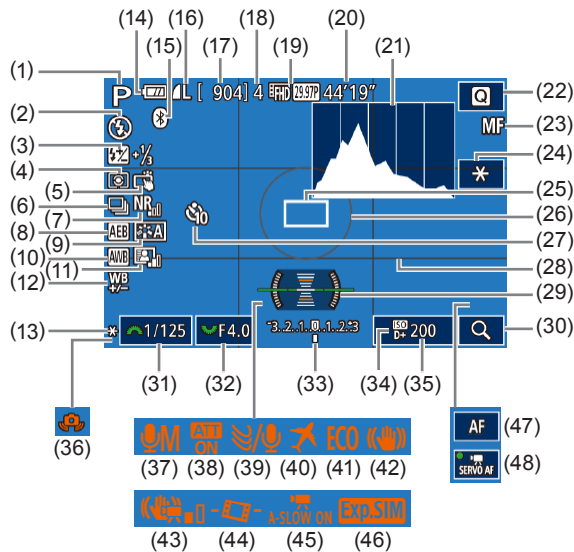 (14) (16) (18) (20)
(15) (17) (19) (21)
(1) P L [ 904] 4 FHD 29.97P 44'19" Q (22)
(2) MF (23)
(3) +1/3 (24)
(4) (25)
(5)
(6) (26)
(7) NR 10 (27)
(8) AEB A
(9)
(10) AWB (28)
(11)
(12) WB +/- (29)
(13) * 1/125 F4.0 -3..2..1..0..1..2.+3 ISO D+ 200 (30)
(31) (32) (33) (34) (35)
(36)
M ATT ON ECO AF (47)
(37) (38) (39) (40) (41) (42)
SERVO AF (48)
A-SLOW ON Exp.SIM
(43) (44) (45) (46)